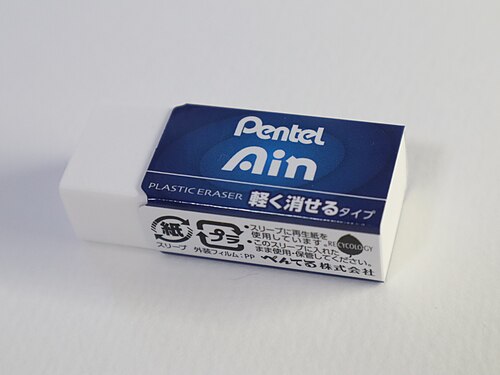 Pentel
Ain
PLASTIC ERASER 軽く消せるタイプ
紙
スリーブ
プラ
外装フィルム:PP
•スリーブに再生紙を
使用しています。
•このスリーブに入れた
まま使用・保管してください。
RECYCOLOGY
ぺんてる株式会社